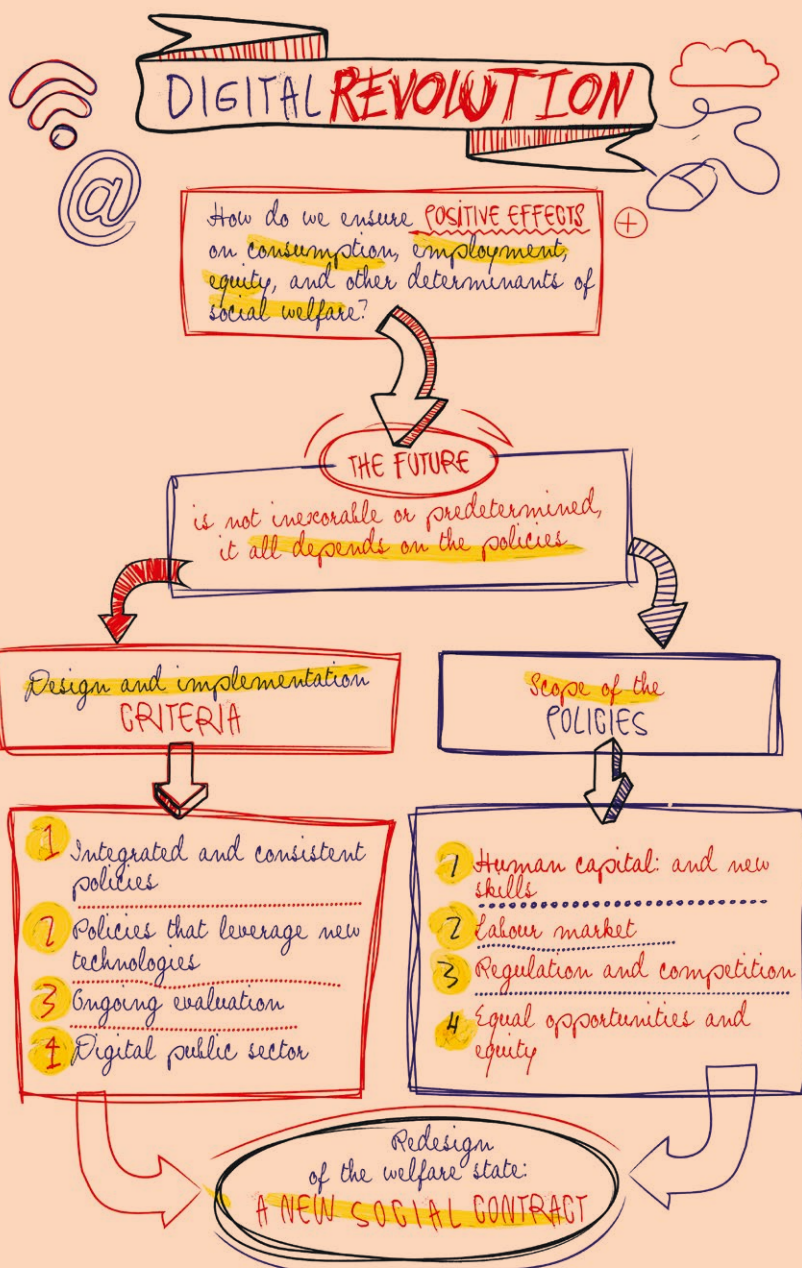 DIGITAL REVOLUTION
@
How do we ensure POSITIVE EFFECTS
+
on consumption, employment,
equity, and other determinants of
social welfare?
THE FUTURE
is not inexorable or predetermined,
it all depends on the policies
Design and implementation
CRITERIA
1 Integrated and consistent
policies
2 Policies that leverage new
technologies
3 Ongoing evaluation
4 Digital public sector
Scope of the
POLICIES
1 Human capital: and new
skills
2 Labour market
3 Regulation and competition
4 Equal opportunities and
equity
Redesign
of the welfare state:
A NEW SOCIAL CONTRACT